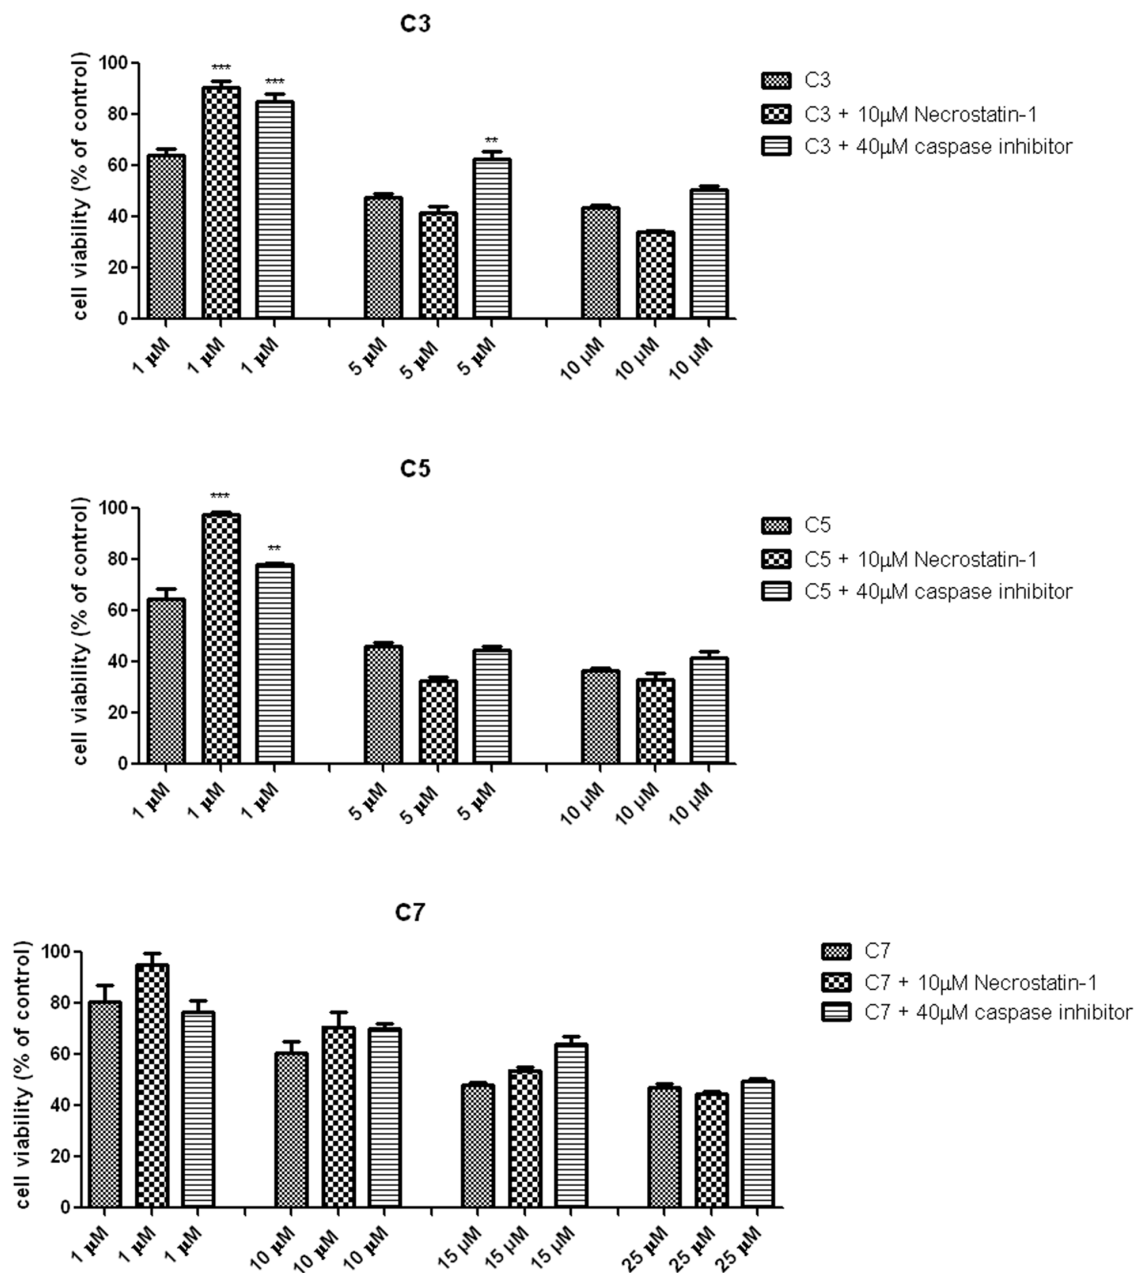 C3
cell viability (% of control)
100
80
60
40
20
0
***
***
**
1 µM
1 µM
1 µM
5 µM
5 µM
5 µM
10 µM
10 µM
10 µM
C3
C3 + 10µM Necrostatin-1
C3 + 40µM caspase inhibitor
C5
cell viability (% of control)
100
80
60
40
20
0
***
**
1 µM
1 µM
1 µM
5 µM
5 µM
5 µM
10 µM
10 µM
10 µM
C5
C5 + 10µM Necrostatin-1
C5 + 40µM caspase inhibitor
C7
cell viability (% of control)
100
80
60
40
20
0
1 µM
1 µM
1 µM
10 µM
10 µM
10 µM
15 µM
15 µM
15 µM
25 µM
25 µM
25 µM
C7
C7 + 10µM Necrostatin-1
C7 + 40µM caspase inhibitor